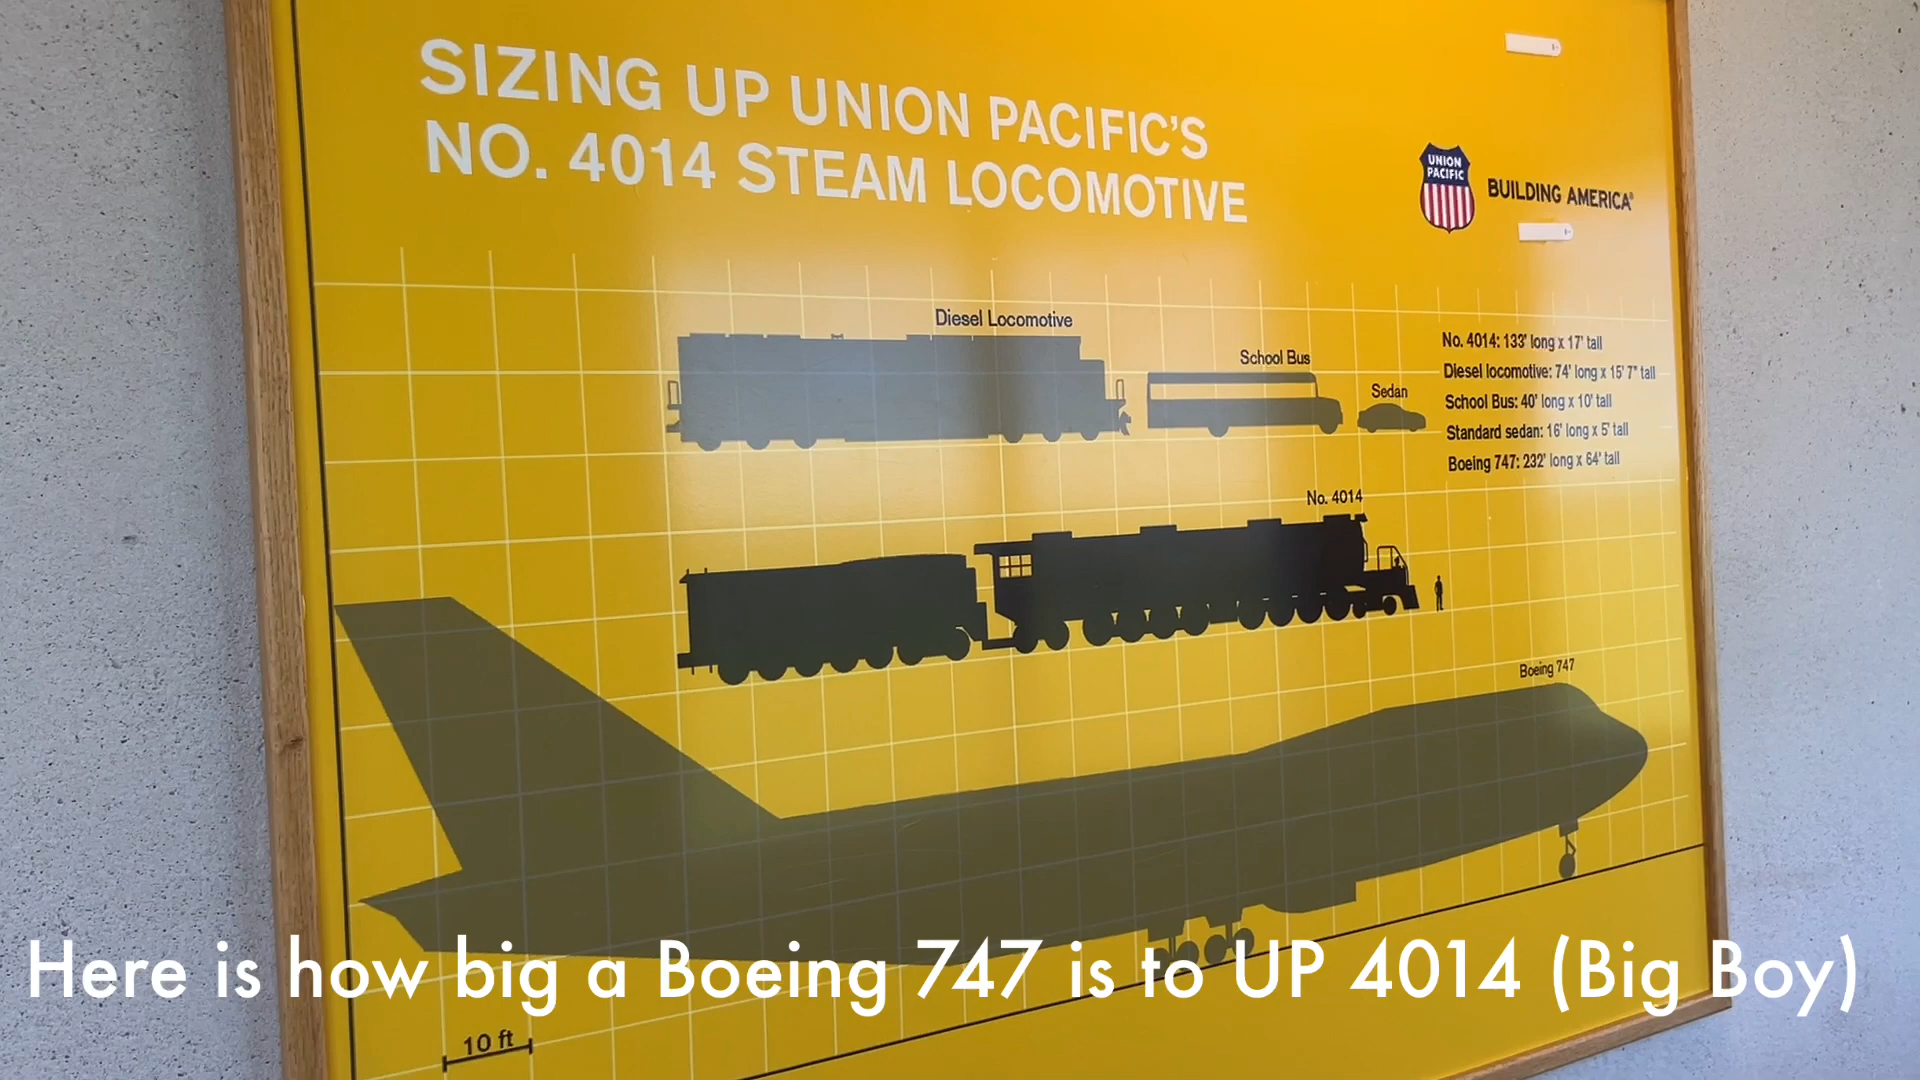 SIZING UP UNION PACIFIC'S
NO. 4014 STEAM LOCOMOTIVE
UNION
PACIFIC
BUILDING AMERICA®
Diesel Locomotive
School Bus
Sedan
No. 4014: 133' long x 17' tall
Diesel locomotive: 74' long x 15' 7" tall
School Bus: 40' long x 10' tall
Standard sedan: 16' long x 5' tall
Boeing 747: 232' long x 64' tall
No. 4014
Boeing 747
Here is how big a Boeing 747 is to UP 4014 (Big Boy)
10 ft